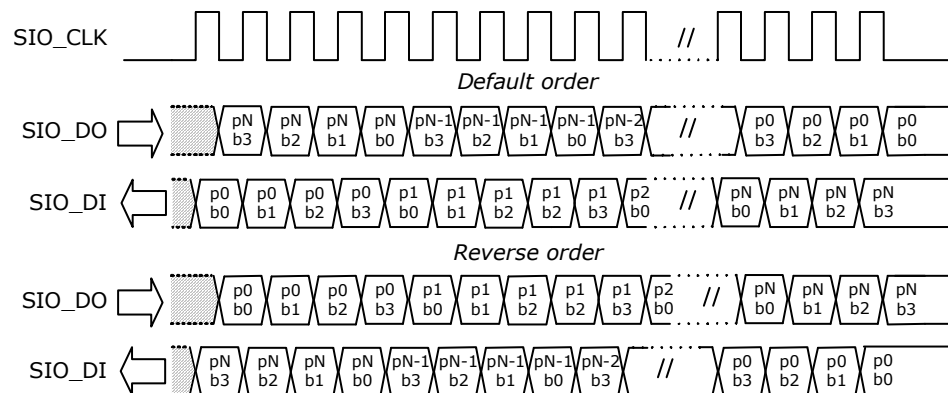 SIO_CLK //
Default order
SIO_DO pN b3 pN b2 pN b1 pN b0 pN-1 b3 pN-1 b2 pN-1 b1 pN-1 b0 pN-2 b3 // p0 b3 p0 b2 p0 b1 p0 b0
SIO_DI p0 b0 p0 b1 p0 b2 p0 b3 p1 b0 p1 b1 p1 b2 p1 b2 p1 b3 p2 b0 // pN b0 pN b1 pN b2 pN b3
Reverse order
SIO_DO p0 b0 p0 b1 p0 b2 p0 b3 p1 b0 p1 b1 p1 b2 p1 b2 p1 b3 p2 b0 // pN b0 pN b1 pN b2 pN b3
SIO_DI pN b3 pN b2 pN b1 pN b0 pN-1 b3 pN-1 b2 pN-1 b1 pN-1 b0 pN-2 b3 // p0 b3 p0 b2 p0 b1 p0 b0